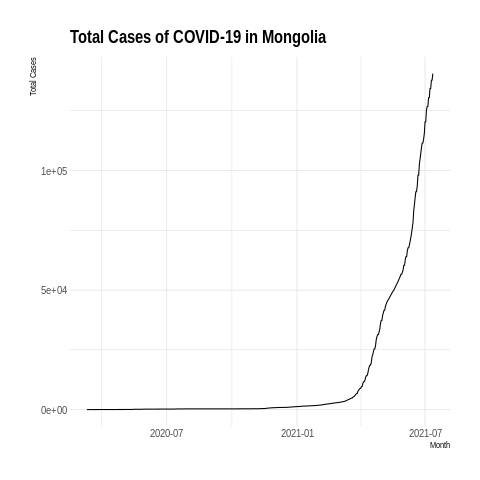 Total Cases of COVID-19 in Mongolia
Total Cases
1e+05
5e+04
0e+00
2020-07
2021-01
2021-07
Month